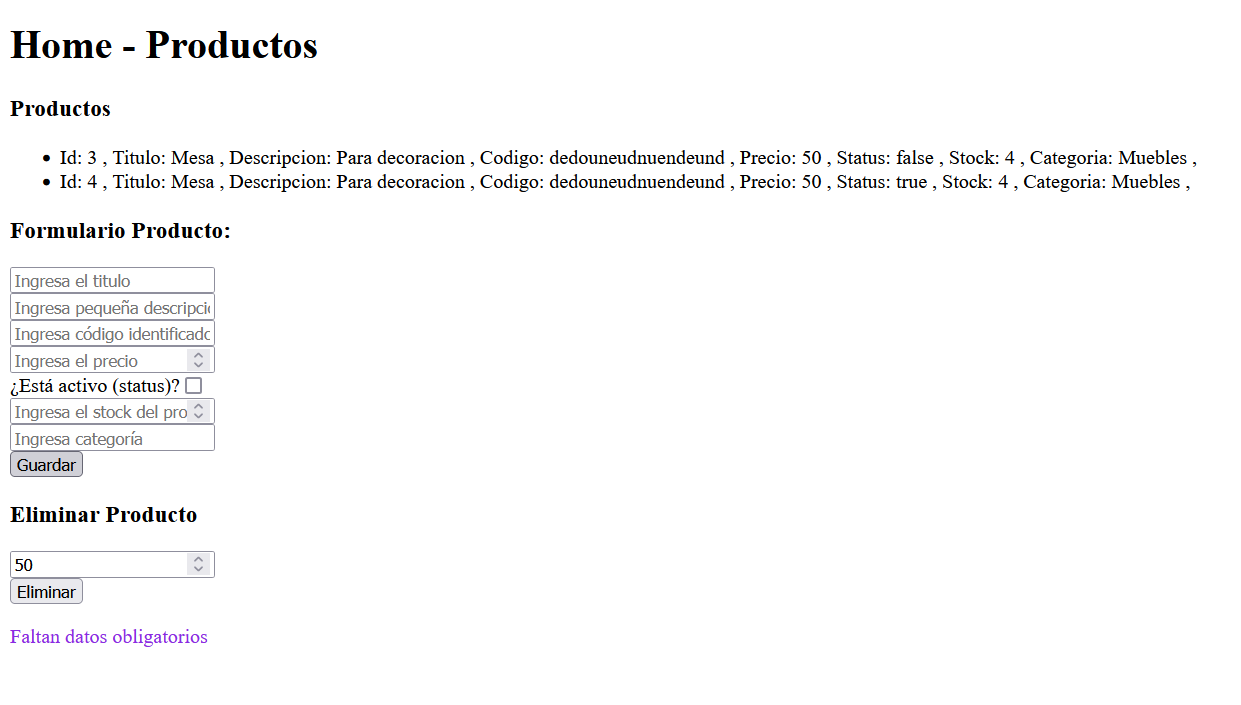 Home - Productos
Productos
Id: 3 , Titulo: Mesa , Descripcion: Para decoracion , Codigo: dedouneudnuendeund , Precio: 50 , Status: false , Stock: 4 , Categoria: Muebles ,
Id: 4 , Titulo: Mesa , Descripcion: Para decoracion , Codigo: dedouneudnuendeund , Precio: 50 , Status: true , Stock: 4 , Categoria: Muebles ,
Formulario Producto:
Ingresa el titulo
Ingresa pequeña descripci
Ingresa código identificado
Ingresa el precio
¿Está activo (status)?
Ingresa el stock del pro
Ingresa categoría
Guardar
Eliminar Producto
50
Eliminar
Faltan datos obligatorios